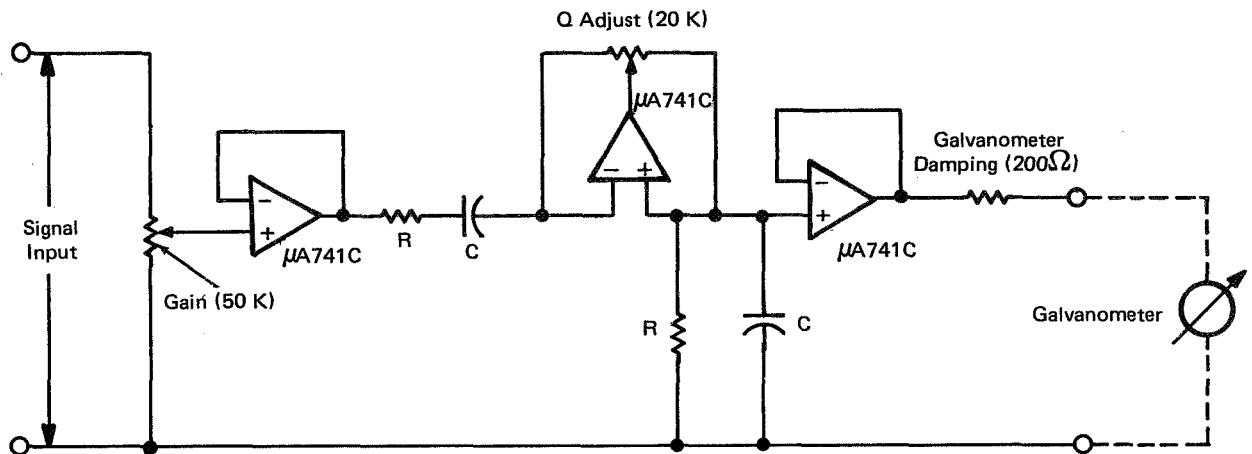 Q Adjust (20 K)
μA741C
Galvanometer
Damping (200Ω)
Signal
Input
μA741C
R
C
μA741C
Gain (50 K)
R
C
Galvanometer
−
+
−
+
−
+